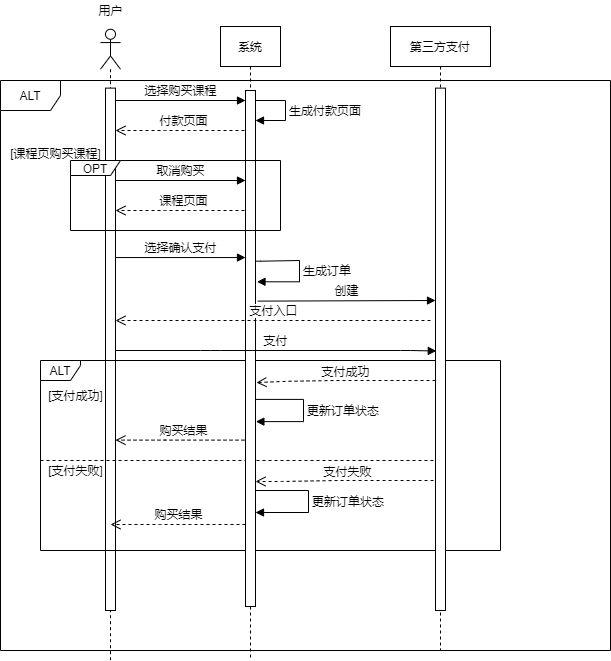 用户
系统
第三方支付
ALT
选择购买课程
生成付款页面
付款页面
[课程页购买课程]
OPT
取消购买
课程页面
选择确认支付
生成订单
创建
支付入口
支付
ALT
支付成功
[支付成功]
更新订单状态
购买结果
[支付失败]
支付失败
更新订单状态
购买结果